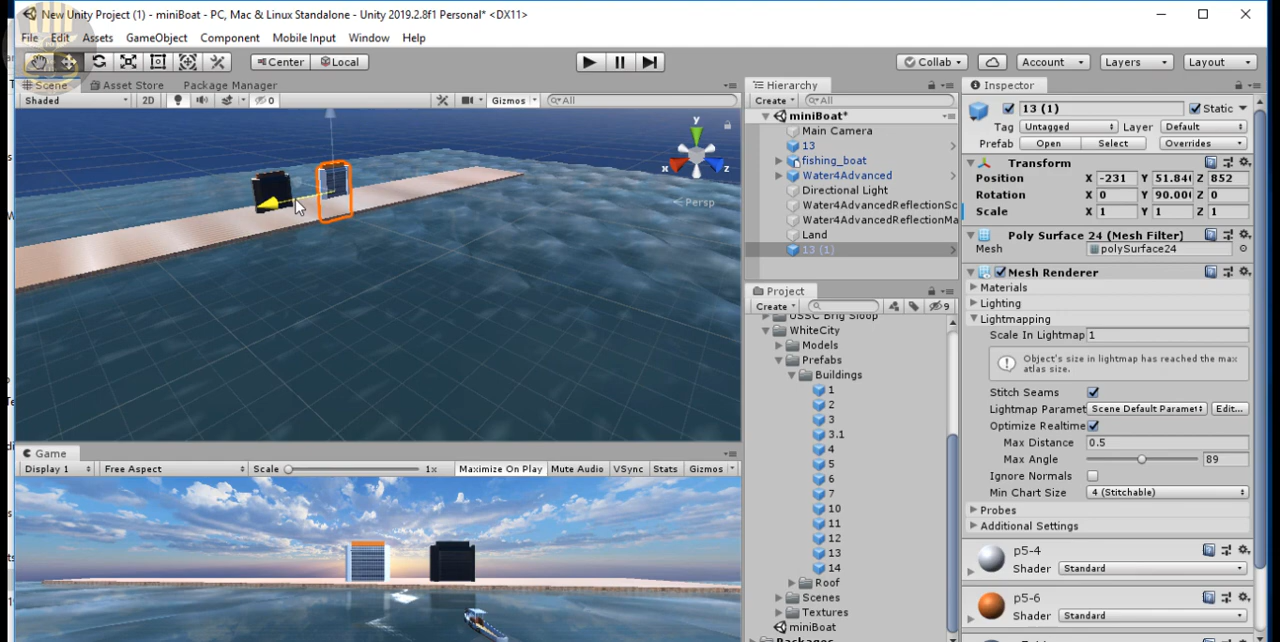 New Unity Project (1) - miniBoat - PC, Mac & Linux Standalone - Unity 2019.2.8f1 Personal* <DX11>
File Edit Assets GameObject Component Mobile Input Window Help
Center Local Collab Account Layers Layout
Scene Asset Store Package Manager
Shaded 2D 0 Gizmos All
y
x z
Persp
Game
Display 1 Free Aspect Scale 1x Maximize On Play Mute Audio VSync Stats Gizmos
Hierarchy
Create All
miniBoat*
Main Camera
13
fishing_boat
Water4Advanced
Directional Light
Water4AdvancedReflectionSc
Water4AdvancedReflectionMa
Land
13 (1)
Project
Create 9
USSC Brig Sloop
WhiteCity
Models
Prefabs
Buildings
1
2
3
3.1
4
5
6
7
10
11
12
13
14
Roof
Scenes
Textures
miniBoat
Packages
Inspector
13 (1) Static
Tag Untagged Layer Default
Prefab Open Select Overrides
Transform
Position X -231 Y 51.846 Z 852
Rotation X 0 Y 90.000 Z 0
Scale X 1 Y 1 Z 1
Poly Surface 24 (Mesh Filter)
Mesh polySurface24
Mesh Renderer
Materials
Lighting
Lightmapping
Scale In Lightmap 1
Object's size in lightmap has reached the max
atlas size.
Stitch Seams
Lightmap Paramet Scene Default Paramet Edit...
Optimize Realtime
Max Distance 0.5
Max Angle 89
Ignore Normals
Min Chart Size 4 (Stitchable)
Probes
Additional Settings
p5-4
Shader Standard
p5-6
Shader Standard